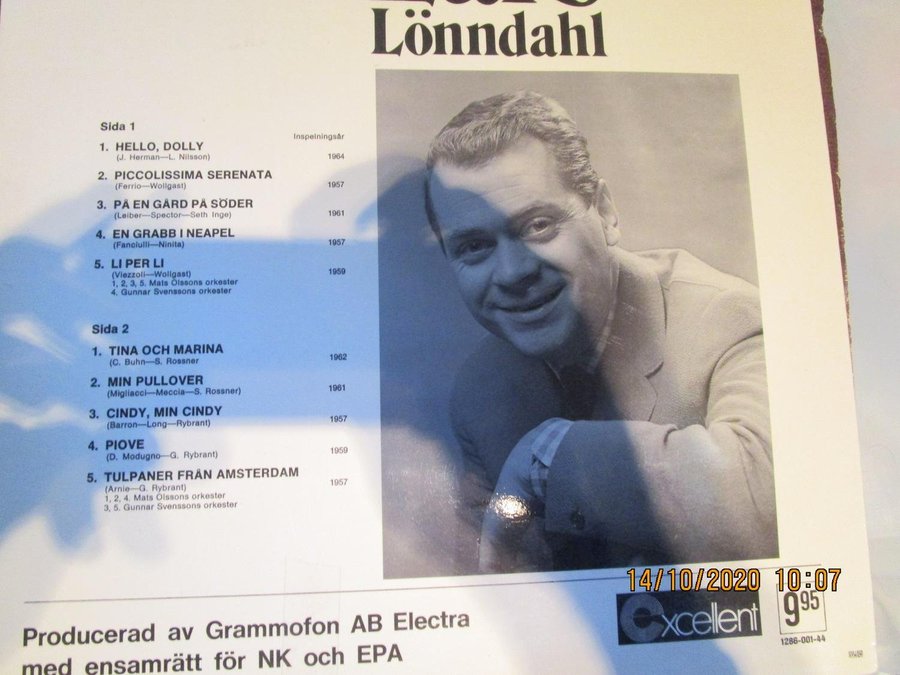 Lönndahl
Sida 1
Inspelningsår
1. HELLO, DOLLY
(J. Herman—L. Nilsson) 1964
2. PICCOLISSIMA SERENATA
(Ferrio—Wollgast) 1957
3. PÅ EN GÅRD PÅ SÖDER
(Leiber—Spector—Seth Inge) 1961
4. EN GRABB I NEAPEL
(Fanciulli—Ninita) 1957
5. LI PER LI
(Viezzoli—Wollgast) 1959
1, 2, 3, 5. Mats Olssons orkester
4. Gunnar Svenssons orkester
Sida 2
1. TINA OCH MARINA
(C. Buhn—S. Rossner 1962
2. MIN PULLOVER
(Migliacci—Meccia—S. Rossner) 1961
3. CINDY, MIN CINDY
(Barron—Long—Rybrant) 1957
4. PIOVE
(D. Modugno—G. Rybrant) 1959
5. TULPANER FRÅN AMSTERDAM
(Arnie—G. Rybrant) 1957
1, 2, 4. Mats Olssons orkester
3, 5. Gunnar Svenssons orkester
14/10/2020 10:07
Excellent
9 95
1286-001-44
Producerad av Grammofon AB Electra
med ensamrätt för NK och EPA